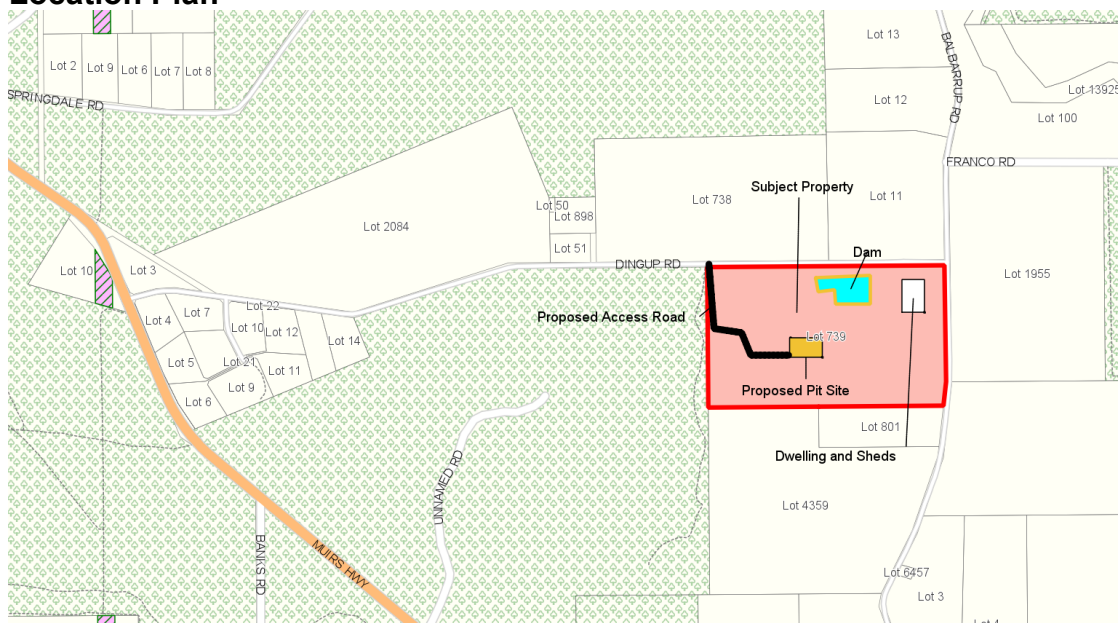 Location Plan
Lot 13
Lot 2
Lot 9
Lot 6
Lot 7
Lot 8
BALBARRUP RD
Lot 13925
SPRINGDALE RD
Lot 12
Lot 100
FRANCO RD
Subject Property
Lot 50
Lot 898
Lot 738
Lot 11
Lot 2084
Lot 51
Dam
DINGUP RD
Lot 10
Lot 3
Lot 1955
Lot 22
Lot 7
Lot 4
Lot 10
Lot 12
Lot 14
Proposed Access Road
Lot 739
Lot 5
Lot 21
Lot 11
Lot 9
Proposed Pit Site
Lot 6
Lot 801
Dwelling and Sheds
UNNAMED RD
Lot 4359
BANKS RD
MUIRS HWY
Lot 6457
Lot 3